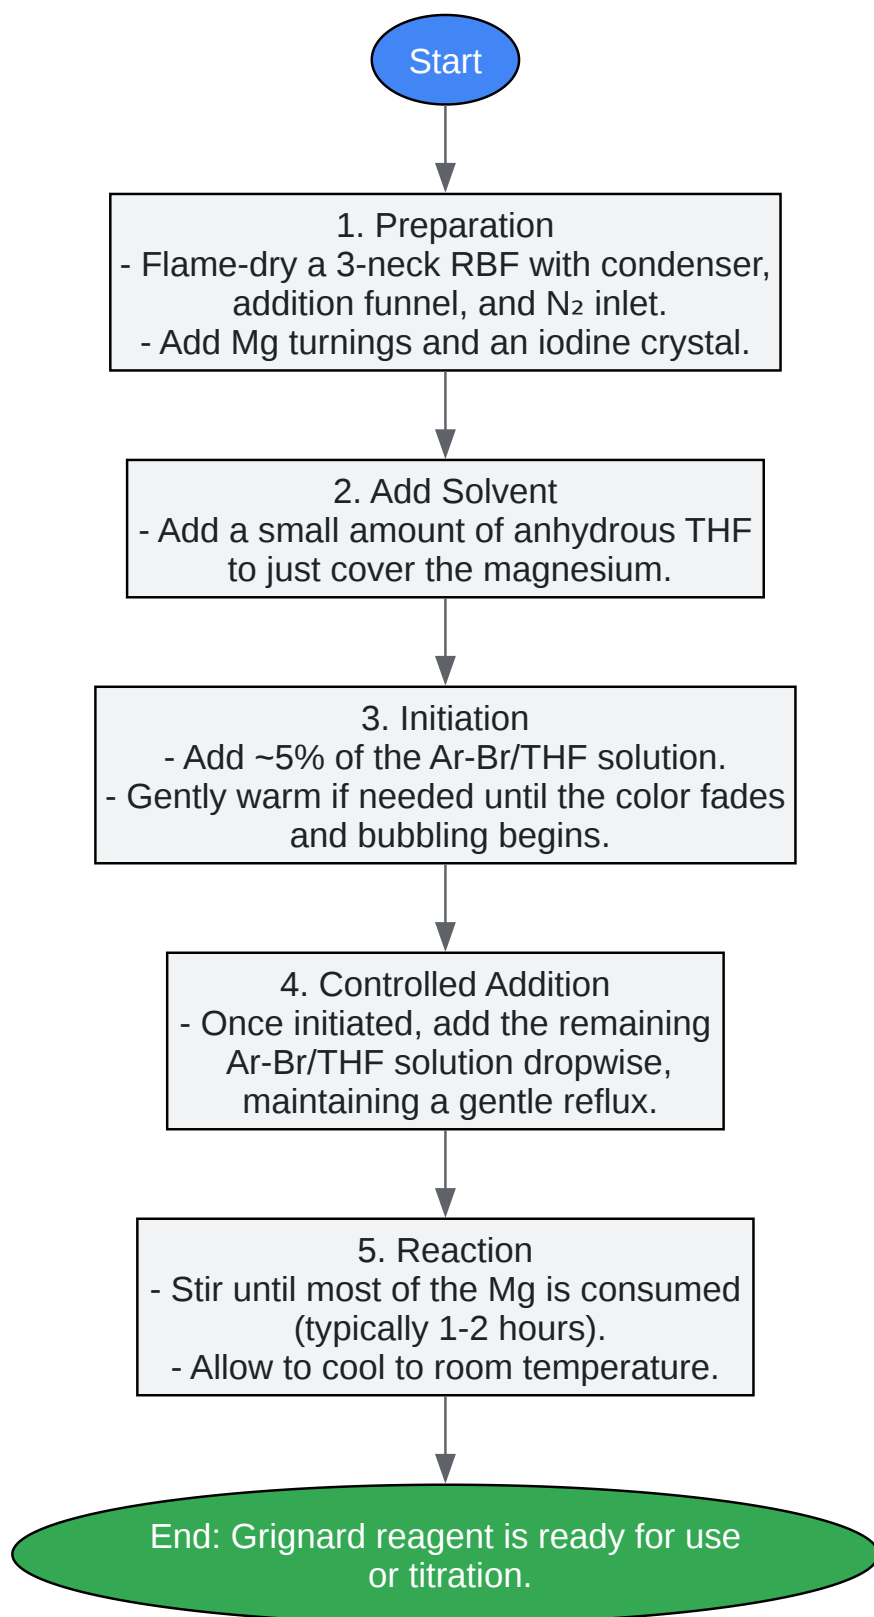 Start
1. Preparation
- Flame-dry a 3-neck RBF with condenser,
addition funnel, and N₂ inlet.
- Add Mg turnings and an iodine crystal.
2. Add Solvent
- Add a small amount of anhydrous THF
to just cover the magnesium.
3. Initiation
- Add ~5% of the Ar-Br/THF solution.
- Gently warm if needed until the color fades
and bubbling begins.
4. Controlled Addition
- Once initiated, add the remaining
Ar-Br/THF solution dropwise,
maintaining a gentle reflux.
5. Reaction
- Stir until most of the Mg is consumed
(typically 1-2 hours).
- Allow to cool to room temperature.
End: Grignard reagent is ready for use
or titration.